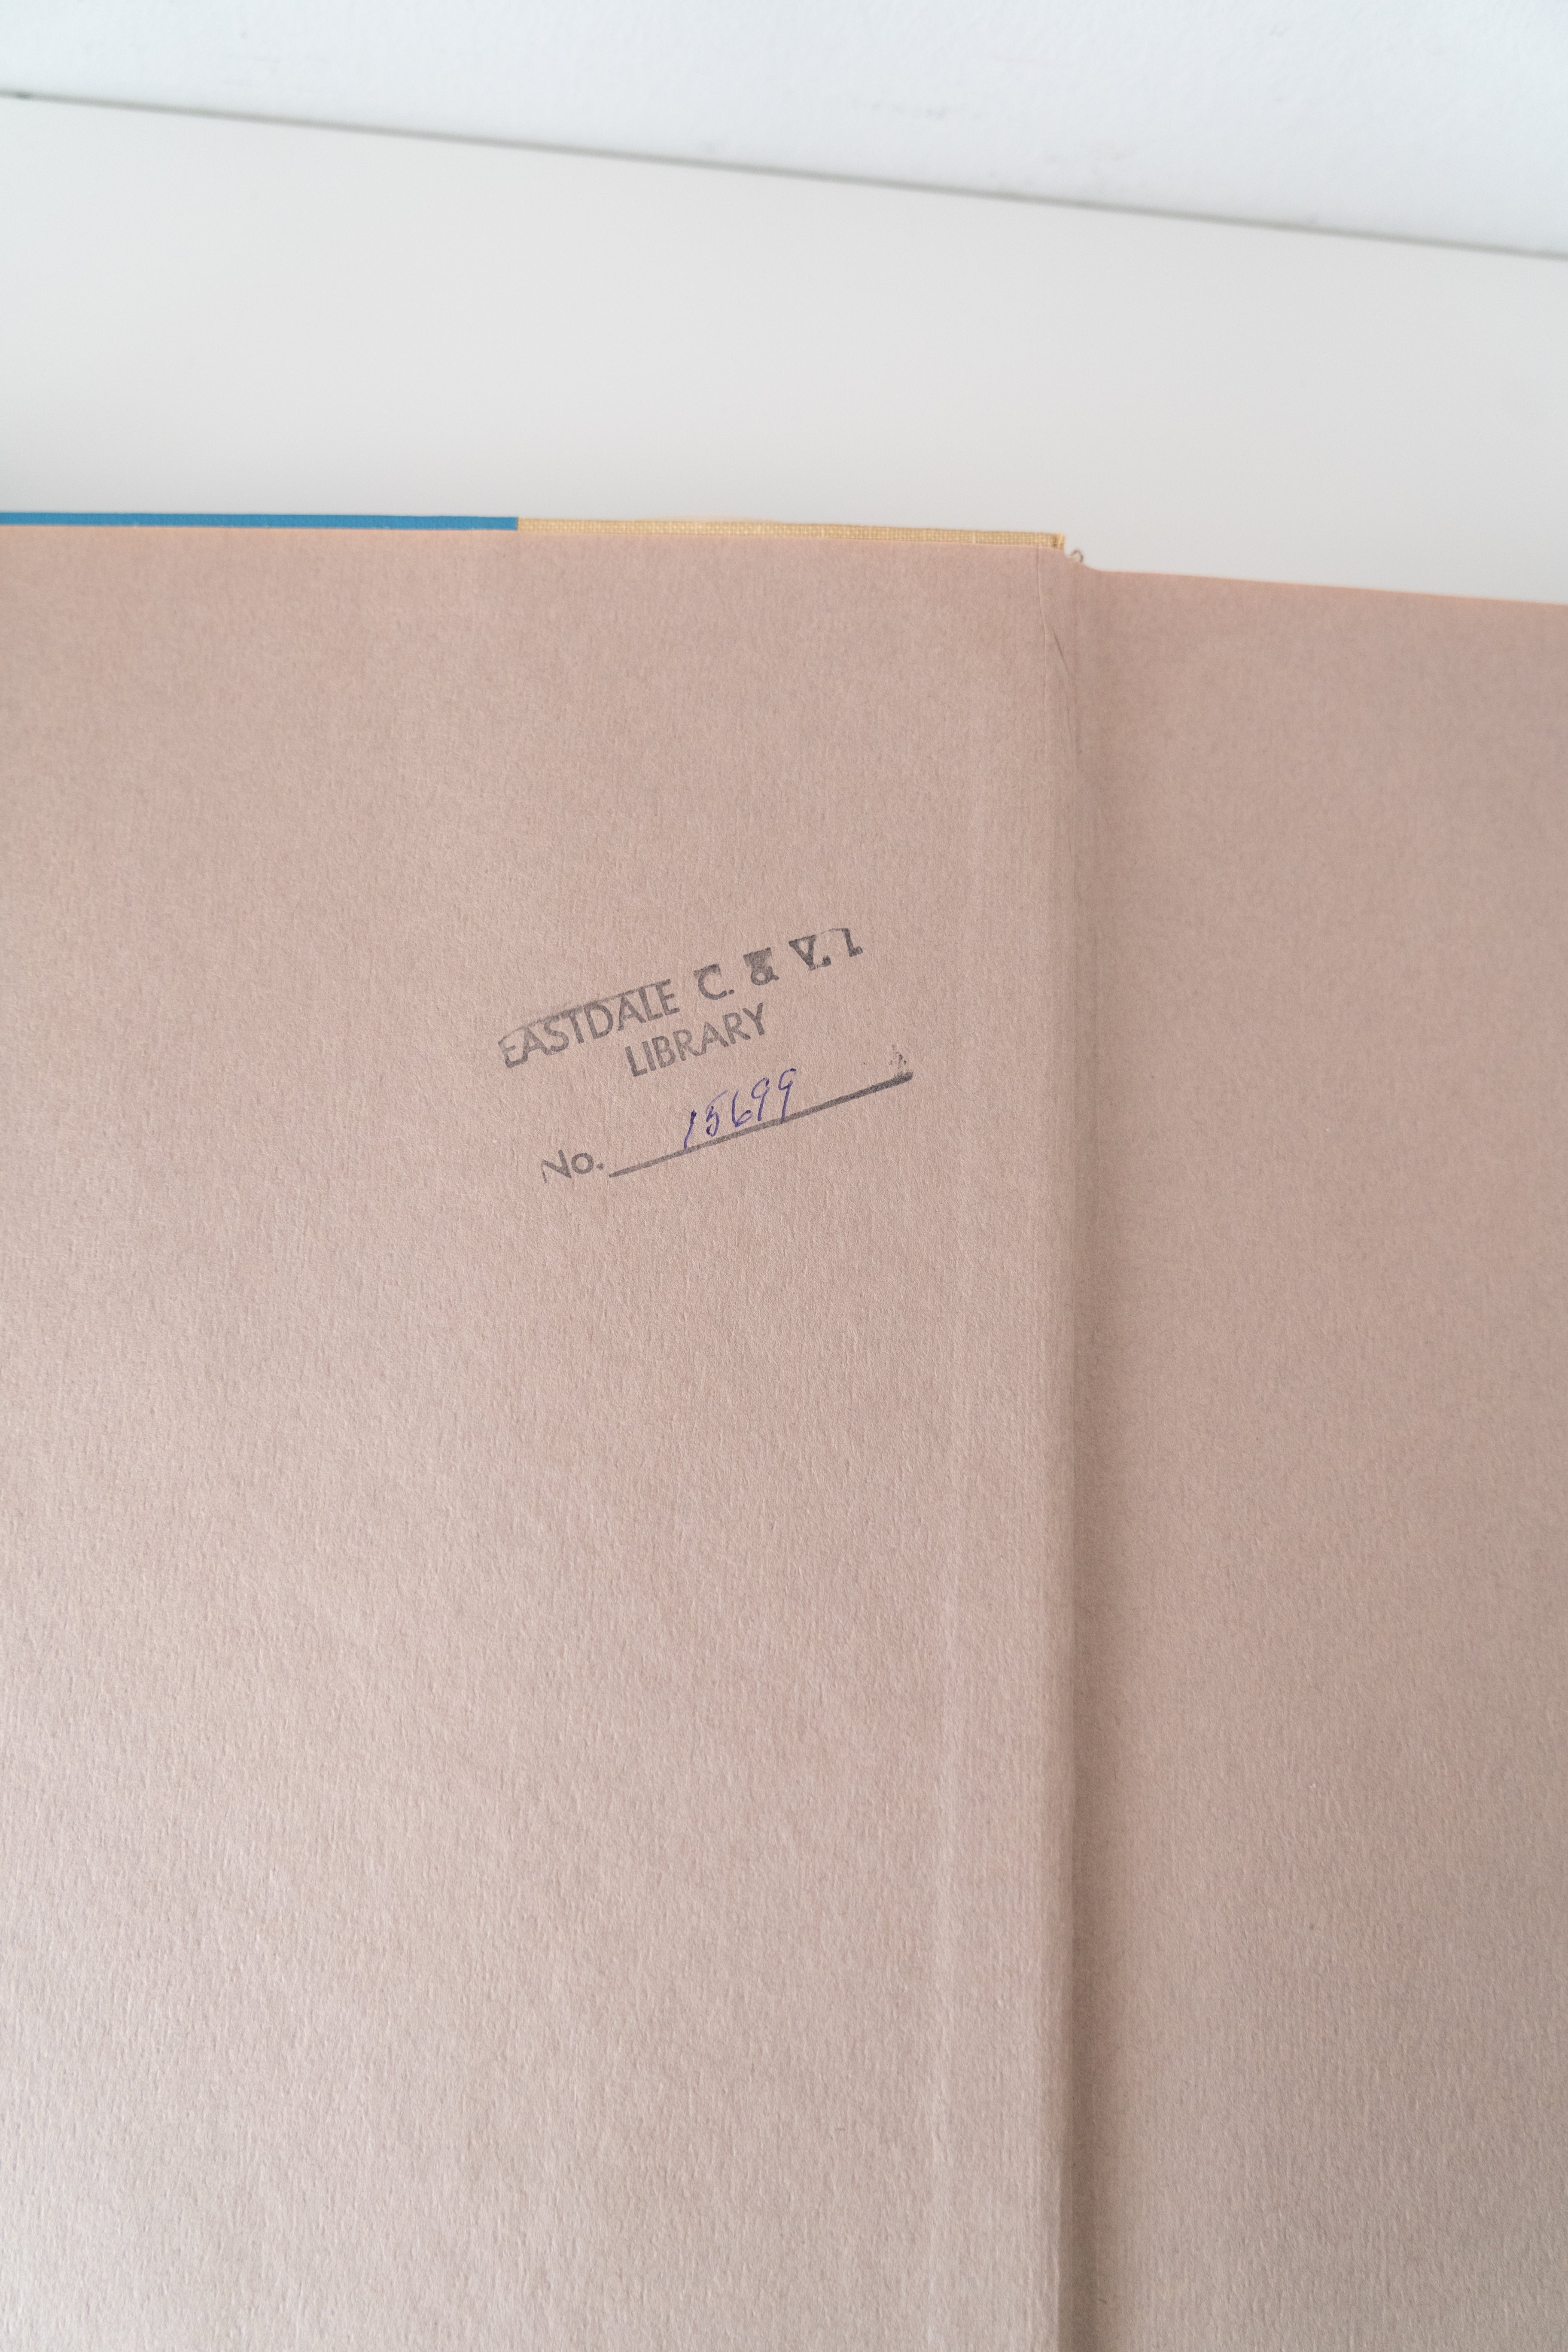 EASTDALE C. & V. I.
LIBRARY
No. 15699